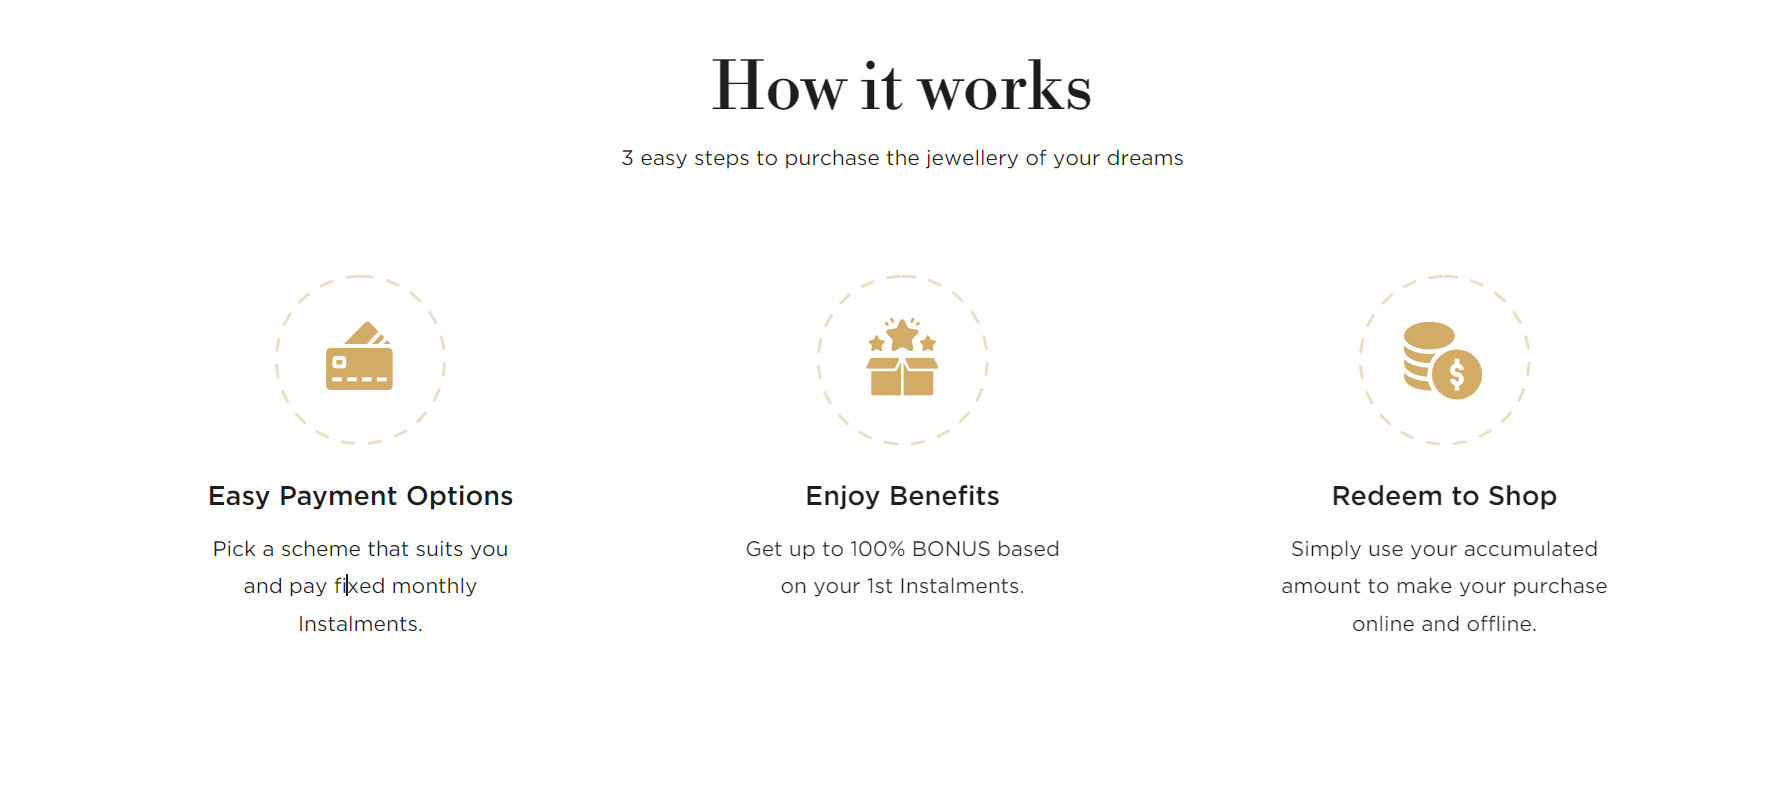 How it works
3 easy steps to purchase the jewellery of your dreams
Easy Payment Options
Pick a scheme that suits you
and pay fixed monthly
Instalments.
Enjoy Benefits
Get up to 100% BONUS based
on your 1st Instalments.
$
Redeem to Shop
Simply use your accumulated
amount to make your purchase
online and offline.